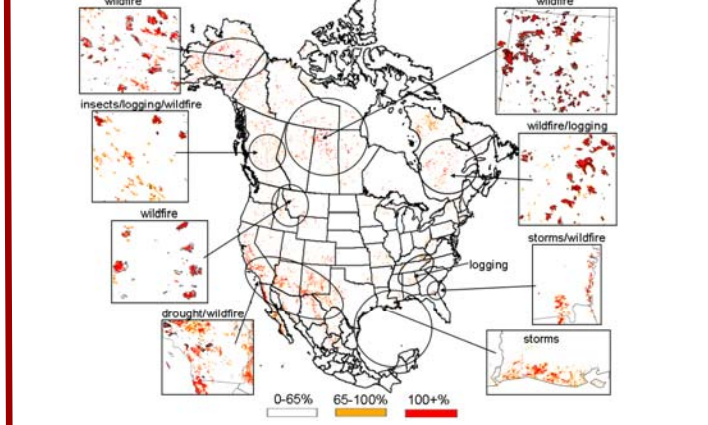 wildfire
wildfire
insects/logging/wildfire
wildfire/logging
wildfire
storms/wildfire
logging
drought/wildfire
storms
0-65%
65-100%
100+%